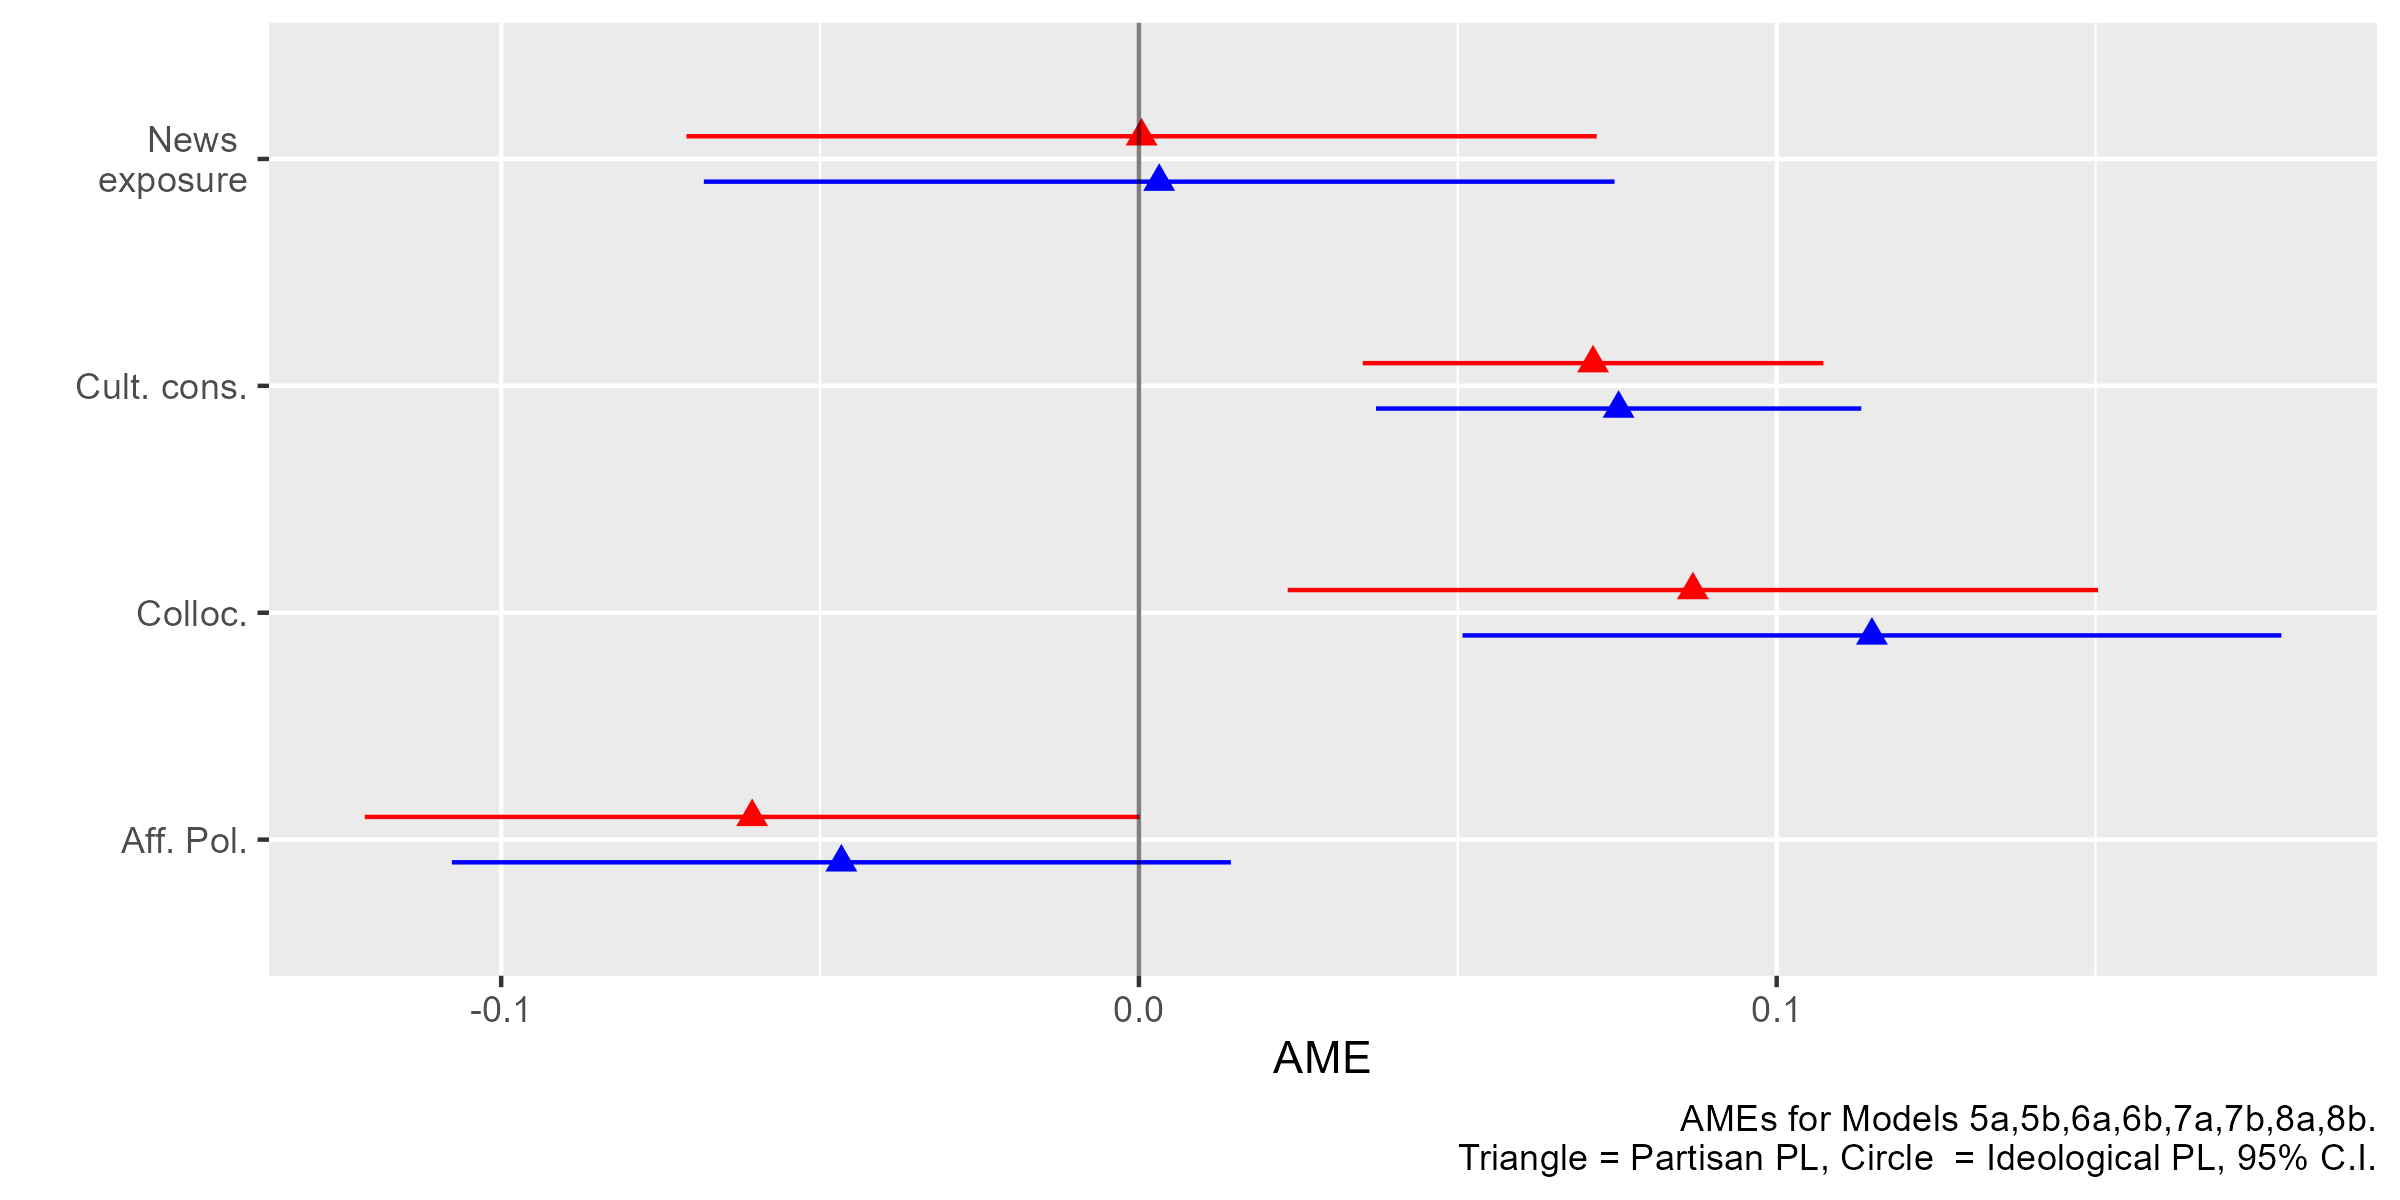 News
exposure
Cult. cons.
Colloc.
Aff. Pol.
-0.1
0.0
0.1
AME
AMEs for Models 5a,5b,6a,6b,7a,7b,8a,8b.
Triangle = Partisan PL, Circle  = Ideological PL, 95% C.I.